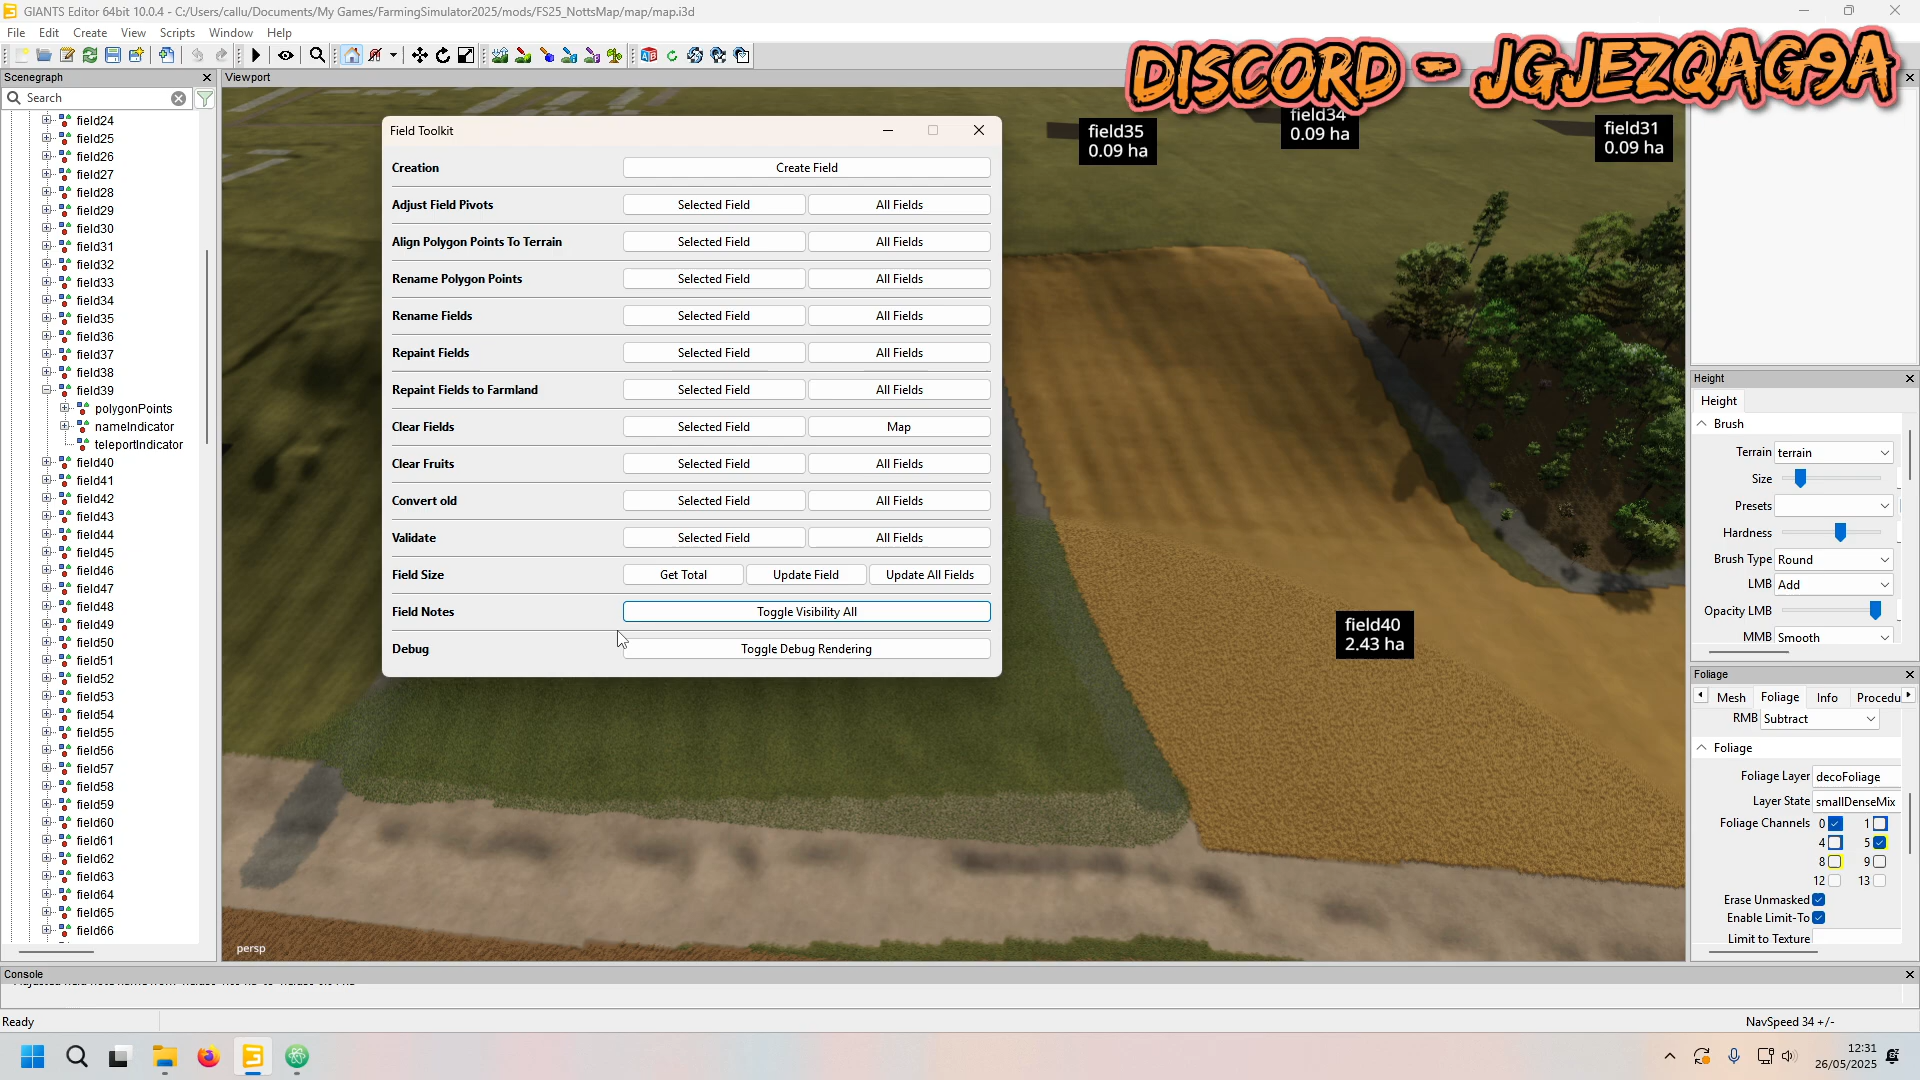 GIANTS Editor 64bit 10.0.4 - C:/Users/callu/Documents/My Games/FarmingSimulator2025/mods/FS25_NottsMap/map/map.i3d
File Edit Create View Scripts Window Help
DISCORD - JGJEZQAG9A
Scenegraph
Search
field24
field25
field26
field27
field28
field29
field30
field31
field32
field33
field34
field35
field36
field37
field38
field39
polygonPoints
nameIndicator
teleportIndicator
field40
field41
field42
field43
field44
field45
field46
field47
field48
field49
field50
field51
field52
field53
field54
field55
field56
field57
field58
field59
field60
field61
field62
field63
field64
field65
field66
Viewport
field35
0.09 ha
field34
0.09 ha
field31
0.09 ha
field40
2.43 ha
persp
Field Toolkit
Creation Create Field
Adjust Field Pivots Selected Field All Fields
Align Polygon Points To Terrain Selected Field All Fields
Rename Polygon Points Selected Field All Fields
Rename Fields Selected Field All Fields
Repaint Fields Selected Field All Fields
Repaint Fields to Farmland Selected Field All Fields
Clear Fields Selected Field Map
Clear Fruits Selected Field All Fields
Convert old Selected Field All Fields
Validate Selected Field All Fields
Field Size Get Total Update Field Update All Fields
Field Notes Toggle Visibility All
Debug Toggle Debug Rendering
Height
Height
Brush
Terrain terrain
Size
Presets
Hardness
Brush Type Round
LMB Add
Opacity LMB
MMB Smooth
Foliage
Mesh Foliage Info Procedu
RMB Subtract
Foliage
Foliage Layer decoFoliage
Layer State smallDenseMix
Foliage Channels 0 1
4 5
8 9
12 13
Erase Unmasked
Enable Limit-To
Limit to Texture
Console
Ready
NavSpeed 34 +/-
12:31
26/05/2025